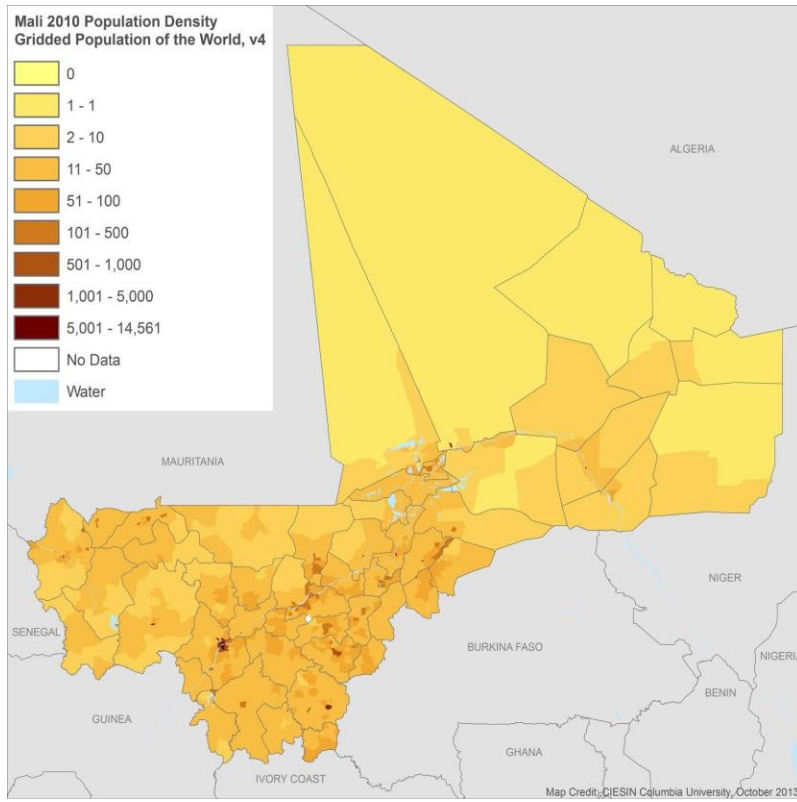 Mali 2010 Population Density
Gridded Population of the World, v4
0
1 - 1
2 - 10
11 - 50
51 - 100
101 - 500
501 - 1,000
1,001 - 5,000
5,001 - 14,561
No Data
Water
ALGERIA
MAURITANIA
NIGER
SENEGAL
BURKINA FASO
NIGERIA
BENIN
GUINEA
GHANA
IVORY COAST
Map Credit: CIESIN Columbia University, October 2013